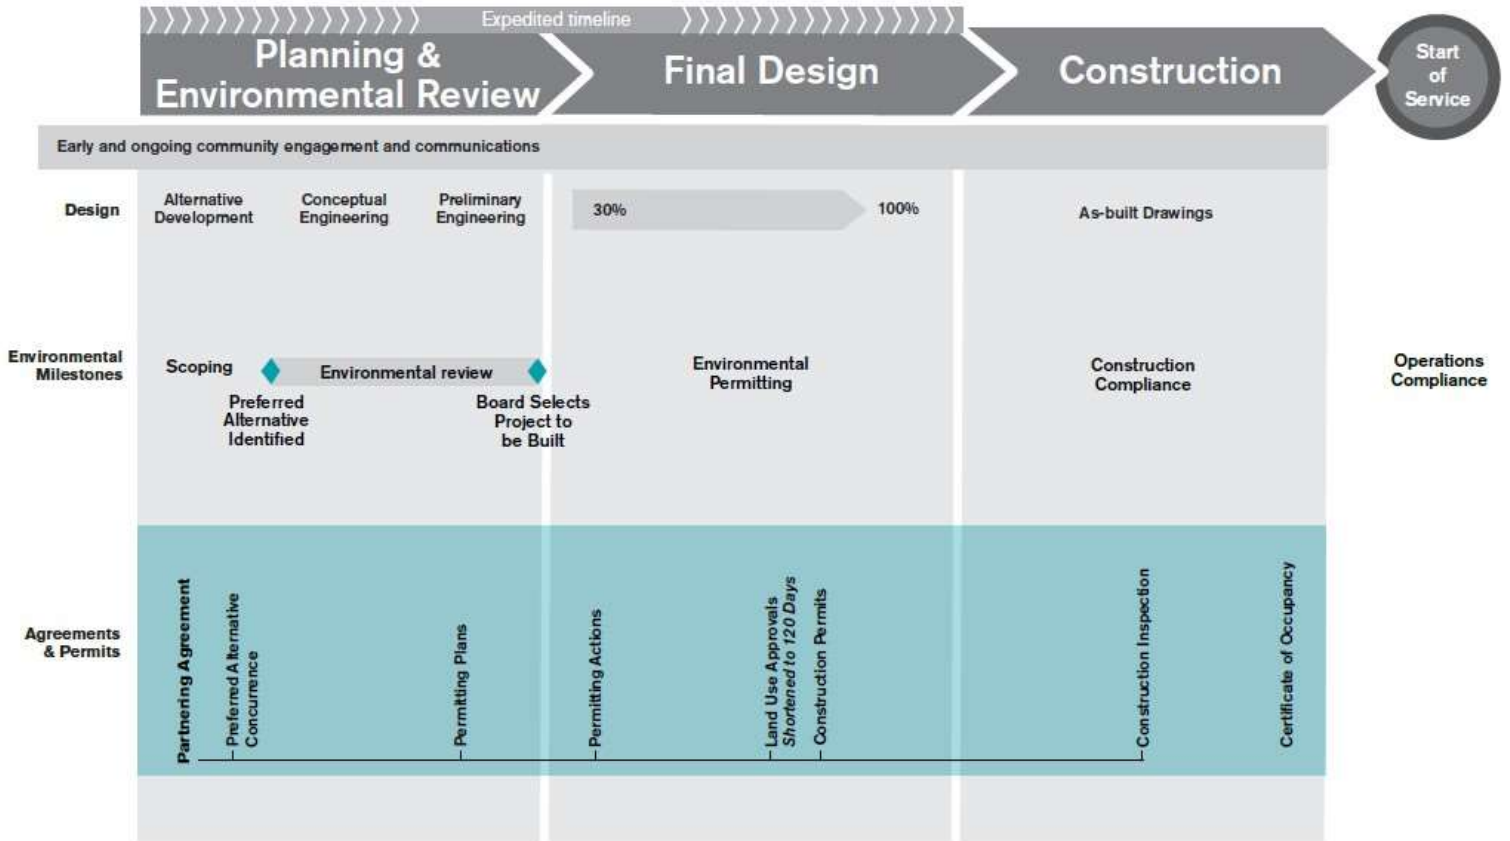 Expedited timeline
Planning &
Environmental Review
Final Design
Construction
Start
of
Service
Early and ongoing community engagement and communications
Design
Alternative
Development
Conceptual
Engineering
Preliminary
Engineering
30%
100%
As-built Drawings
Environmental
Milestones
Scoping
Environmental review
Preferred
Alternative
Identified
Board Selects
Project to
be Built
Environmental
Permitting
Construction
Compliance
Operations
Compliance
Agreements
& Permits
Partnering Agreement
Preferred Alternative
Concurrence
Permitting Plans
Permitting Actions
Land Use Approvals
Shortened to 120 Days
Construction Permits
Construction Inspection
Certificate of Occupancy